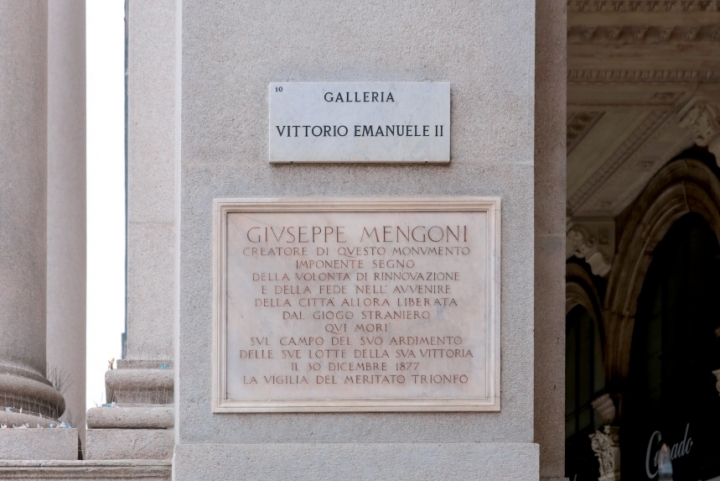 10
GALLERIA
VITTORIO EMANUELE II
GIVSEPPE MENGONI
CREATORE DI QVESTO MONVMENTO
IMPONENTE SEGNO
DELLA VOLONTÀ DI RINNOVAZIONE
E DELLA FEDE NELL' AVVENIRE
DELLA CITTÀ ALLORA LIBERATA
DAL GIOGO STRANIERO
QVI MORÌ
SVL CAMPO DEL SVO ARDIMENTO
DELLE SVE LOTTE DELLA SVA VITTORIA
IL 30 DICEMBRE 1877
LA VIGILIA DEL MERITATO TRIONFO